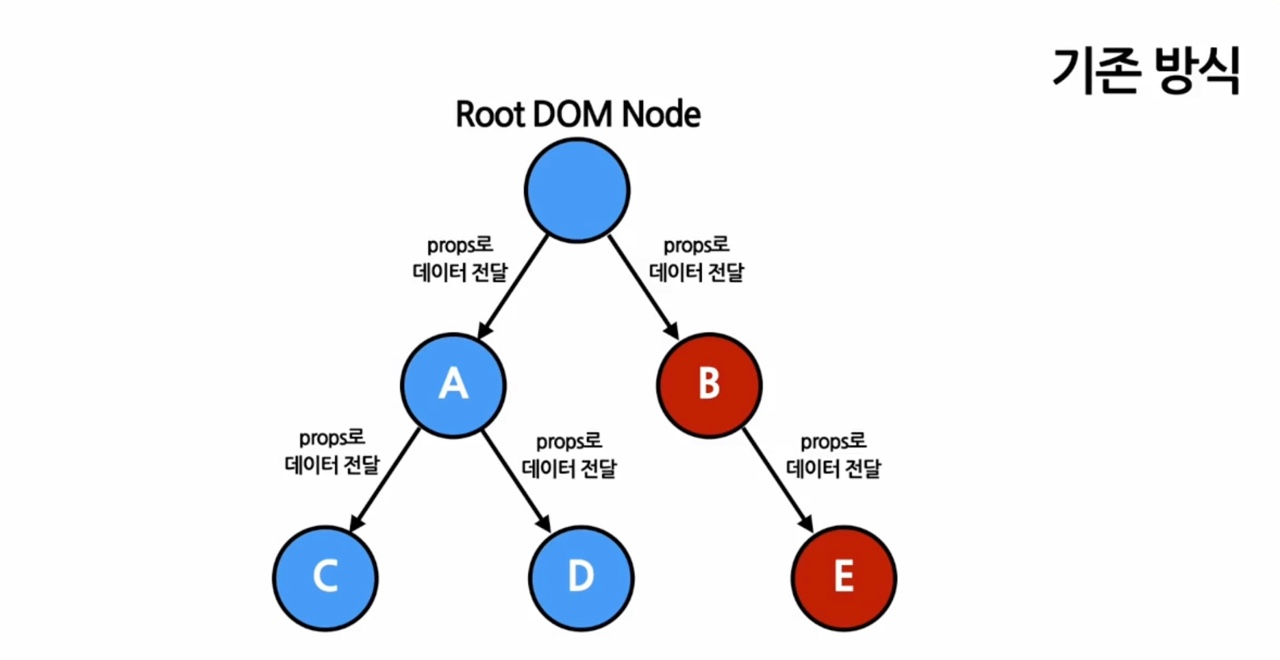 기존 방식
Root DOM Node
props로
데이터 전달
props로
데이터 전달
A
B
props로
데이터 전달
props로
데이터 전달
props로
데이터 전달
C
D
E